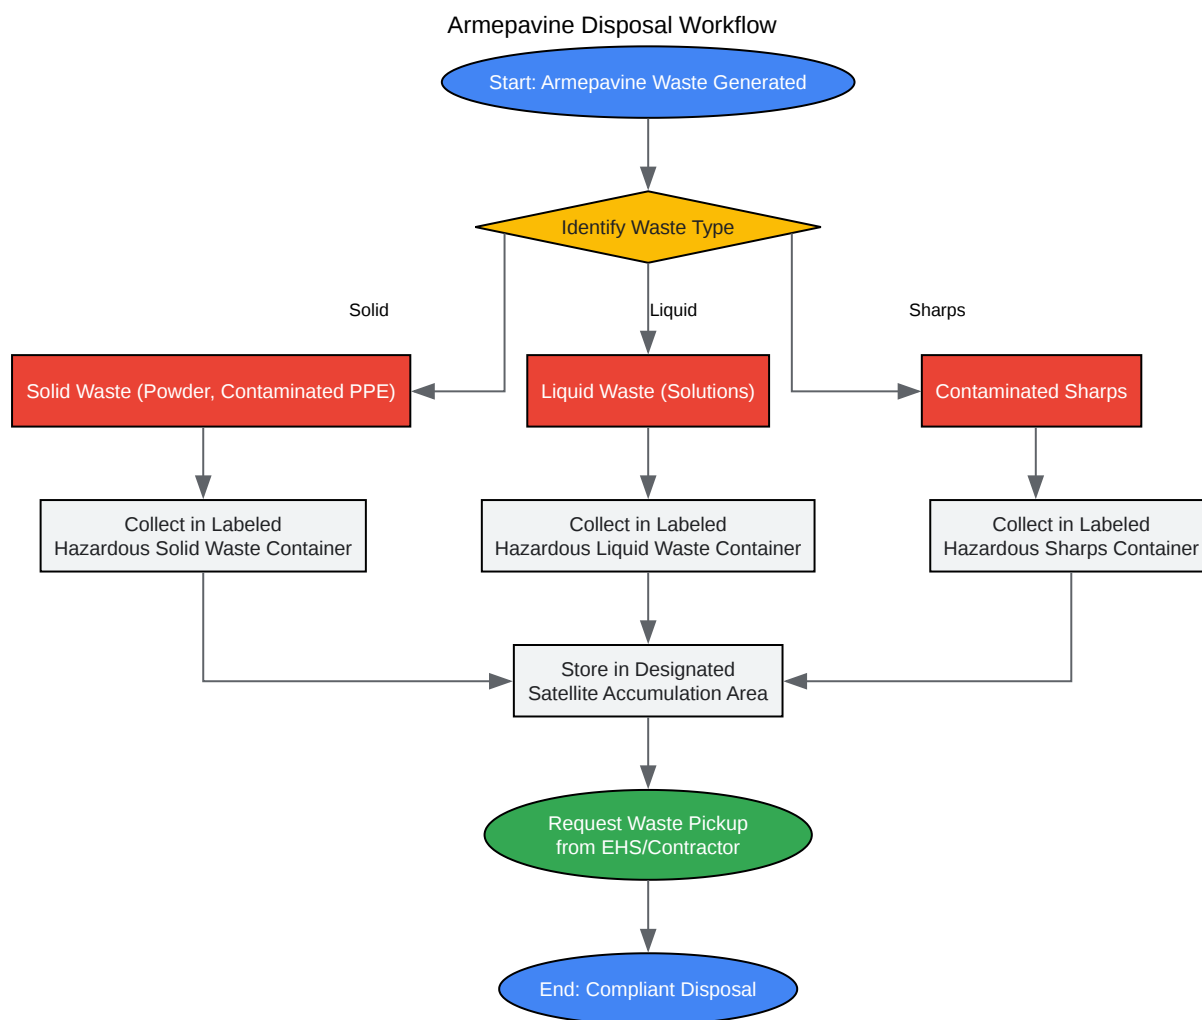 Armepavine Disposal Workflow
Start: Armepavine Waste Generated
Identify Waste Type
Solid
Liquid
Sharps
Solid Waste (Powder, Contaminated PPE)
Liquid Waste (Solutions)
Contaminated Sharps
Collect in Labeled
Hazardous Solid Waste Container
Collect in Labeled
Hazardous Liquid Waste Container
Collect in Labeled
Hazardous Sharps Container
Store in Designated
Satellite Accumulation Area
Request Waste Pickup
from EHS/Contractor
End: Compliant Disposal